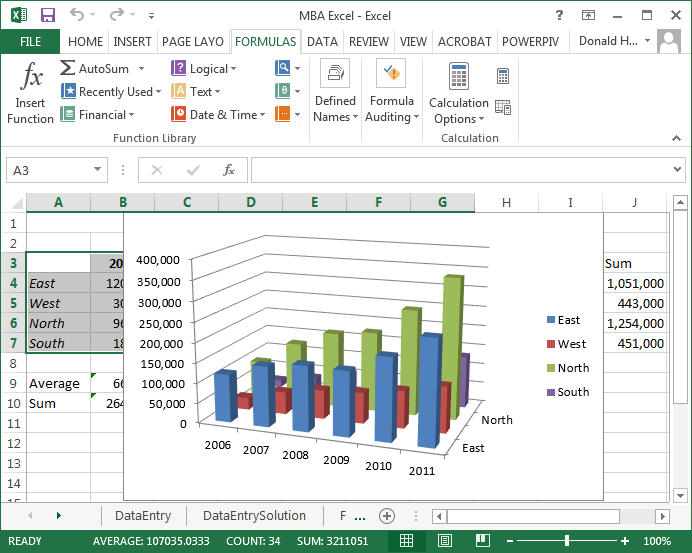 MBA Excel - Excel
FILE HOME INSERT PAGE LAYO FORMULAS DATA REVIEW VIEW ACROBAT POWERPIV Donald H...
fx Insert Function
AutoSum
Recently Used
Financial
Logical
Text
Date & Time
Function Library
Defined Names
Formula Auditing
Calculation Options
Calculation
A3
fx
A B C D E F G H I J
1
2
3 20 Sum
4 East 120 1,051,000
5 West 30 443,000
6 North 96 1,254,000
7 South 18 451,000
8
9 Average 66
10 Sum 264
11
12
13
14
400,000
350,000
300,000
250,000
200,000
150,000
100,000
50,000
0
2006 2007 2008 2009 2010 2011
North
East
East
West
North
South
DataEntry DataEntrySolution F ...
READY AVERAGE: 107035.0333 COUNT: 34 SUM: 3211051 100%